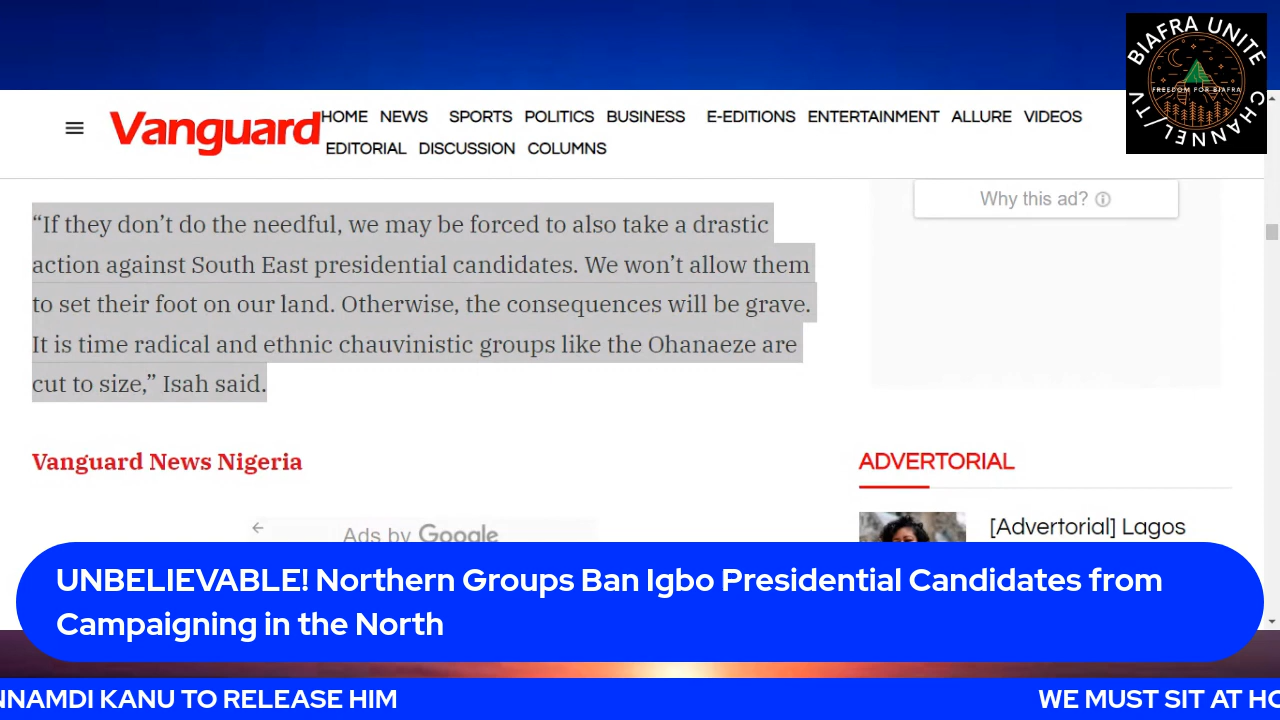 BIAFRA UNITE
FREEDOM FOR BIAFRA
CHANNEL/TV
Vanguard
HOME NEWS SPORTS POLITICS BUSINESS E-EDITIONS ENTERTAINMENT ALLURE VIDEOS
EDITORIAL DISCUSSION COLUMNS
Why this ad?
“If they don’t do the needful, we may be forced to also take a drastic
action against South East presidential candidates. We won’t allow them
to set their foot on our land. Otherwise, the consequences will be grave.
It is time radical and ethnic chauvinistic groups like the Ohanaeze are
cut to size,” Isah said.
Vanguard News Nigeria
ADVERTORIAL
Ads by Google
[Advertorial] Lagos
UNBELIEVABLE! Northern Groups Ban Igbo Presidential Candidates from
Campaigning in the North
NNAMDI KANU TO RELEASE HIM
WE MUST SIT AT HO